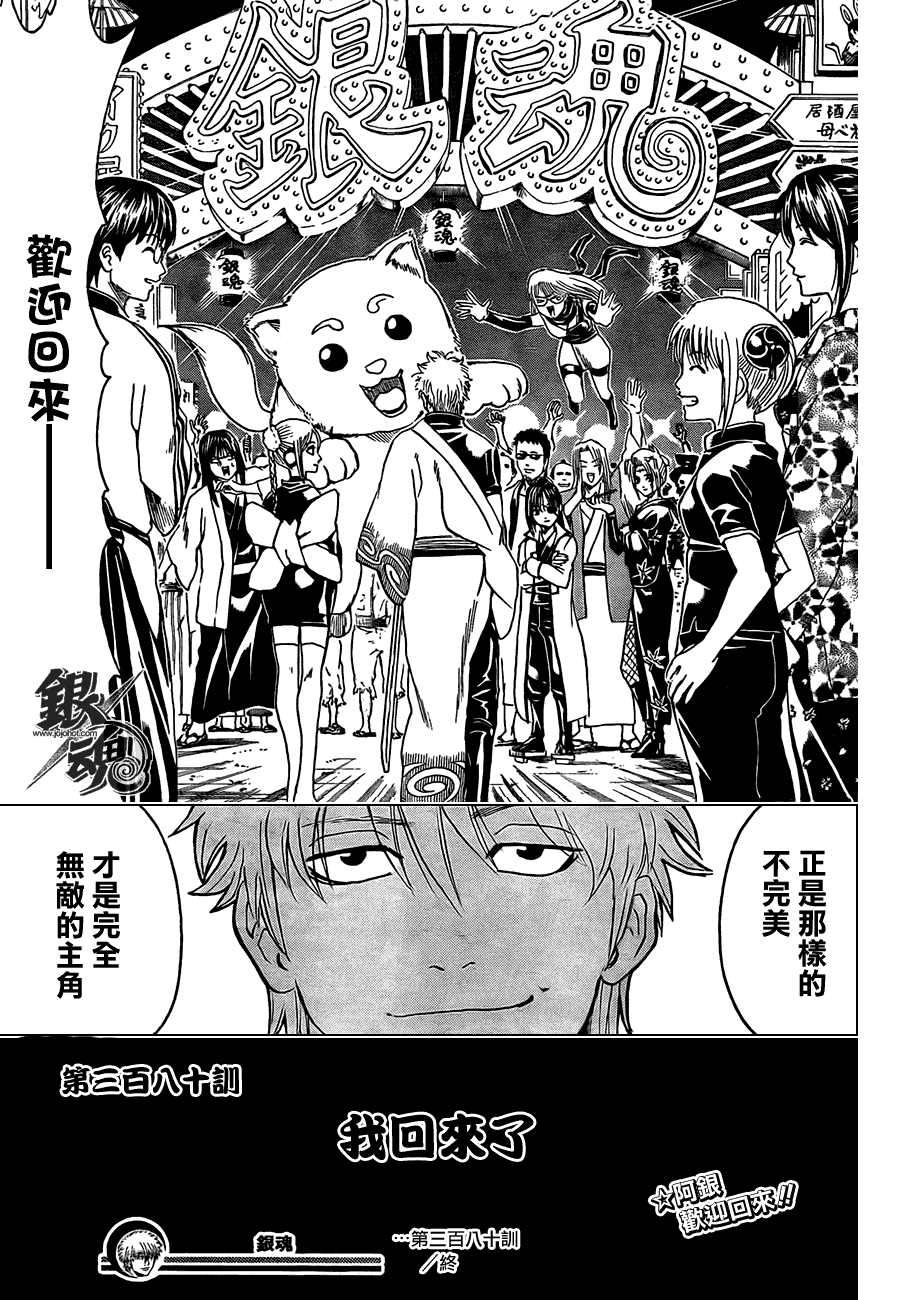 銀魂
居酒屋
銀魂
銀魂
銀魂
歡迎回來——
銀魂
www.jojohot.com
正是那樣的
不完美
才是完全
無敵的主角
第三百八十訓
我回來了
☆阿銀
歡迎回來!!
銀魂
…第三百八十訓
／終